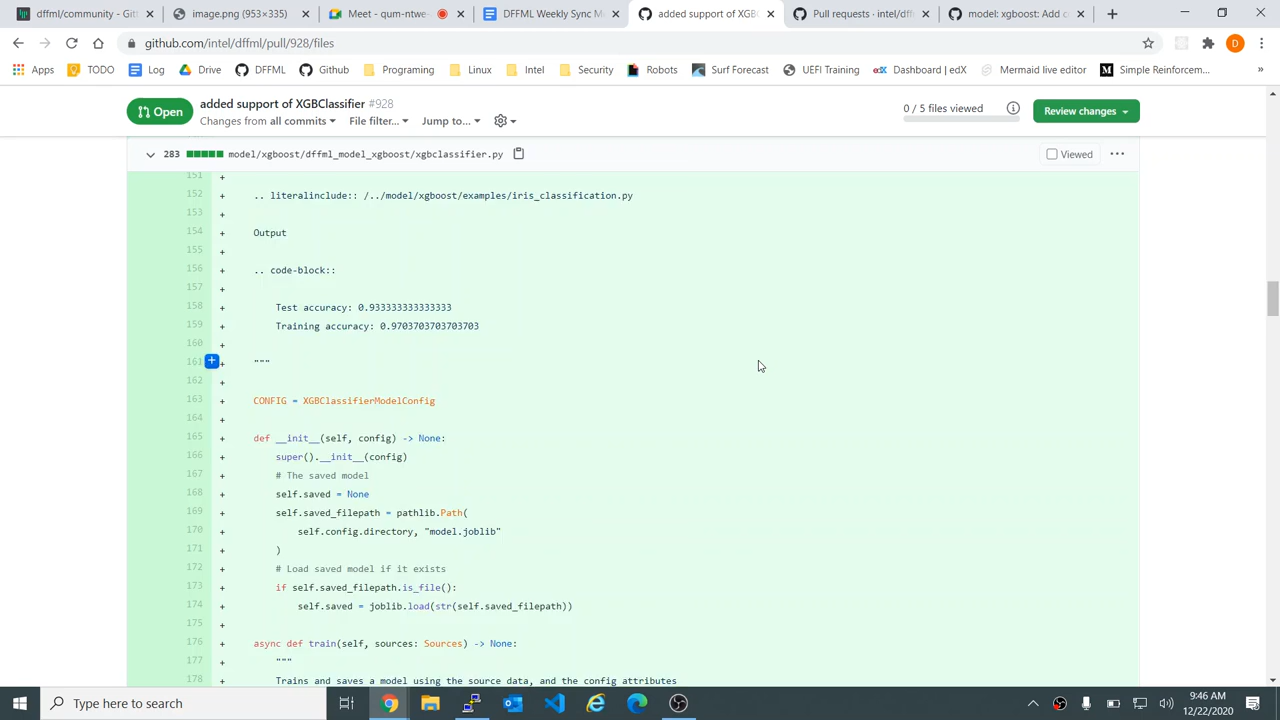 dffml/community - Gitt
image.png (953×335)
Meet - qum-ntwe-
DFFML Weekly Sync M
added support of XGBC
Pull requests · intel/dff
model: xgboost: Add c
github.com/intel/dffml/pull/928/files
D
Apps
TODO
Log
Drive
DFFML
Github
Programing
Linux
Intel
Security
Robots
Surf Forecast
UEFI Training
Dashboard | edX
Mermaid live editor
Simple Reinforcem...
»
Open
added support of XGBClassifier #928
Changes from all commits
File filter...
Jump to...
0 / 5 files viewed
Review changes
283 model/xgboost/dffml_model_xgboost/xgbclassifier.py
Viewed
151 +
152 + .. literalinclude:: /../model/xgboost/examples/iris_classification.py
153 +
154 + Output
155 +
156 + .. code-block::
157 +
158 + Test accuracy: 0.933333333333333
159 + Training accuracy: 0.9703703703703703
160 +
161 + """
162 +
163 + CONFIG = XGBClassifierModelConfig
164 +
165 + def __init__(self, config) -> None:
166 + super().__init__(config)
167 + # The saved model
168 + self.saved = None
169 + self.saved_filepath = pathlib.Path(
170 + self.config.directory, "model.joblib"
171 + )
172 + # Load saved model if it exists
173 + if self.saved_filepath.is_file():
174 + self.saved = joblib.load(str(self.saved_filepath))
175 +
176 + async def train(self, sources: Sources) -> None:
177 + """
178 + Trains and saves a model using the source data, and the config attributes
Type here to search
9:46 AM
12/22/2020